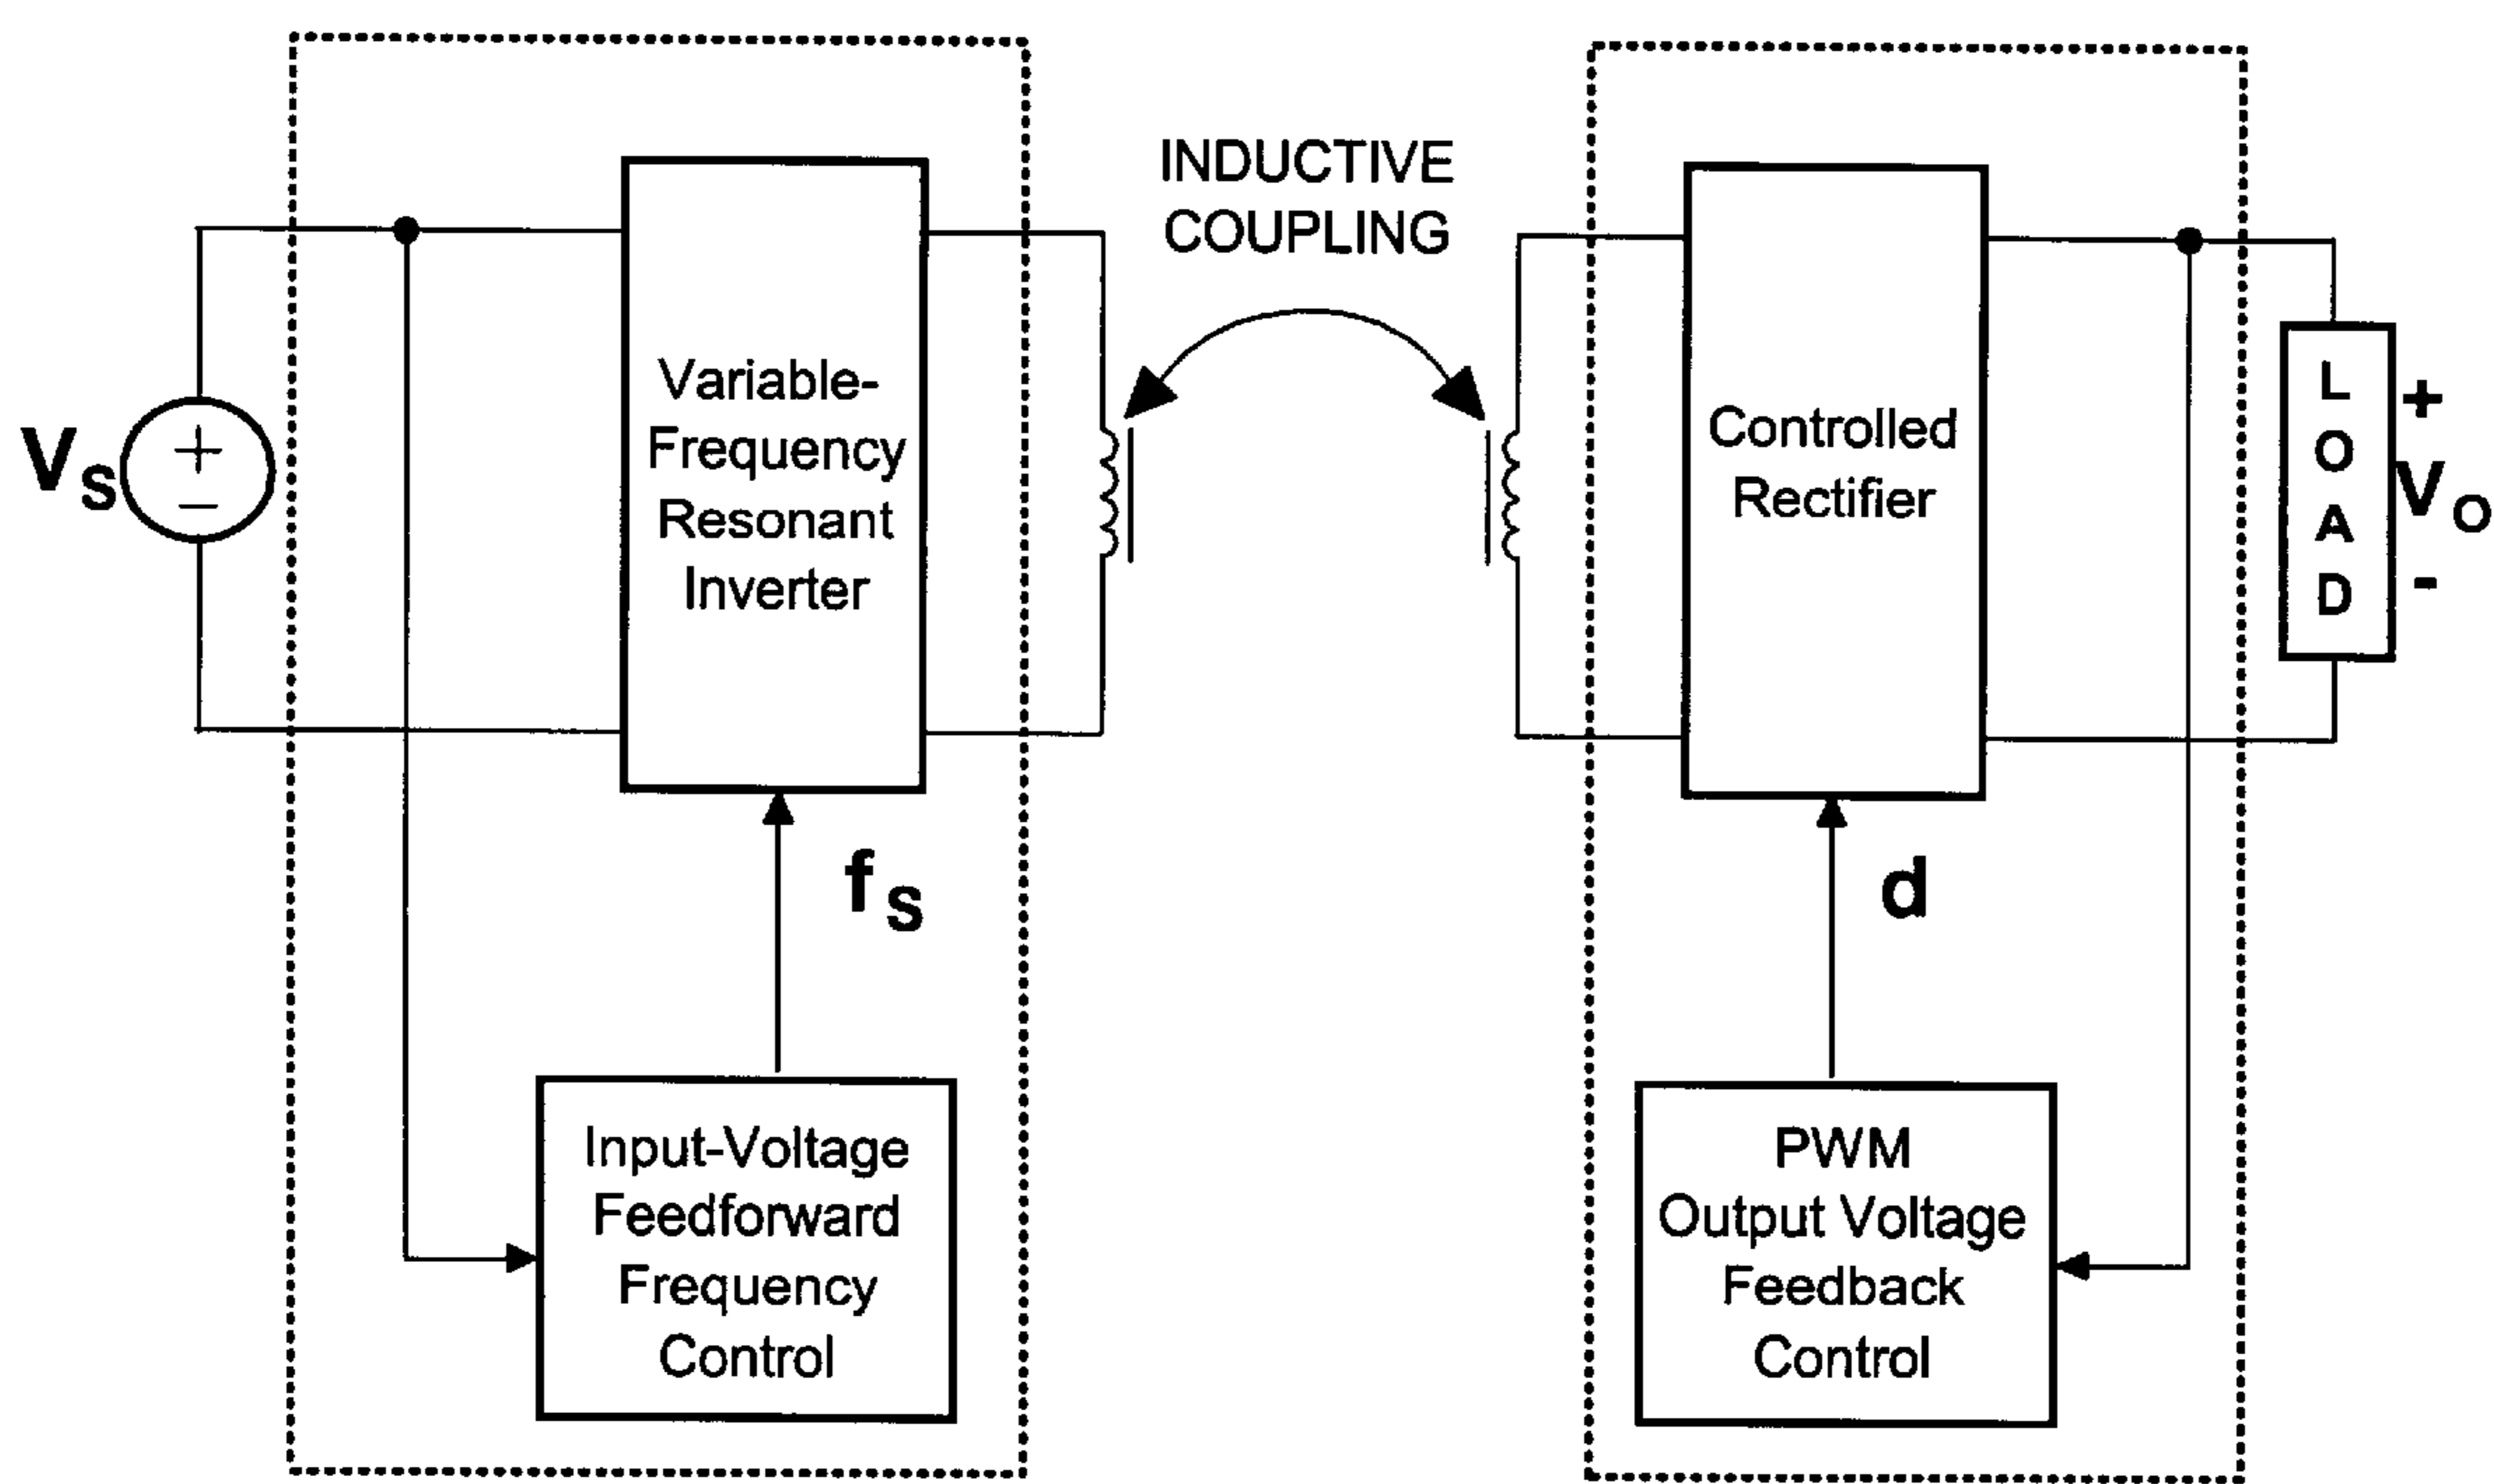 INDUCTIVE
COUPLING
Variable-
Frequency
Resonant
Inverter
Controlled
Rectifier
L
O
A
D
+
VO
-
VS
+
−
fS
d
Input-Voltage
Feedforward
Frequency
Control
PWM
Output Voltage
Feedback
Control